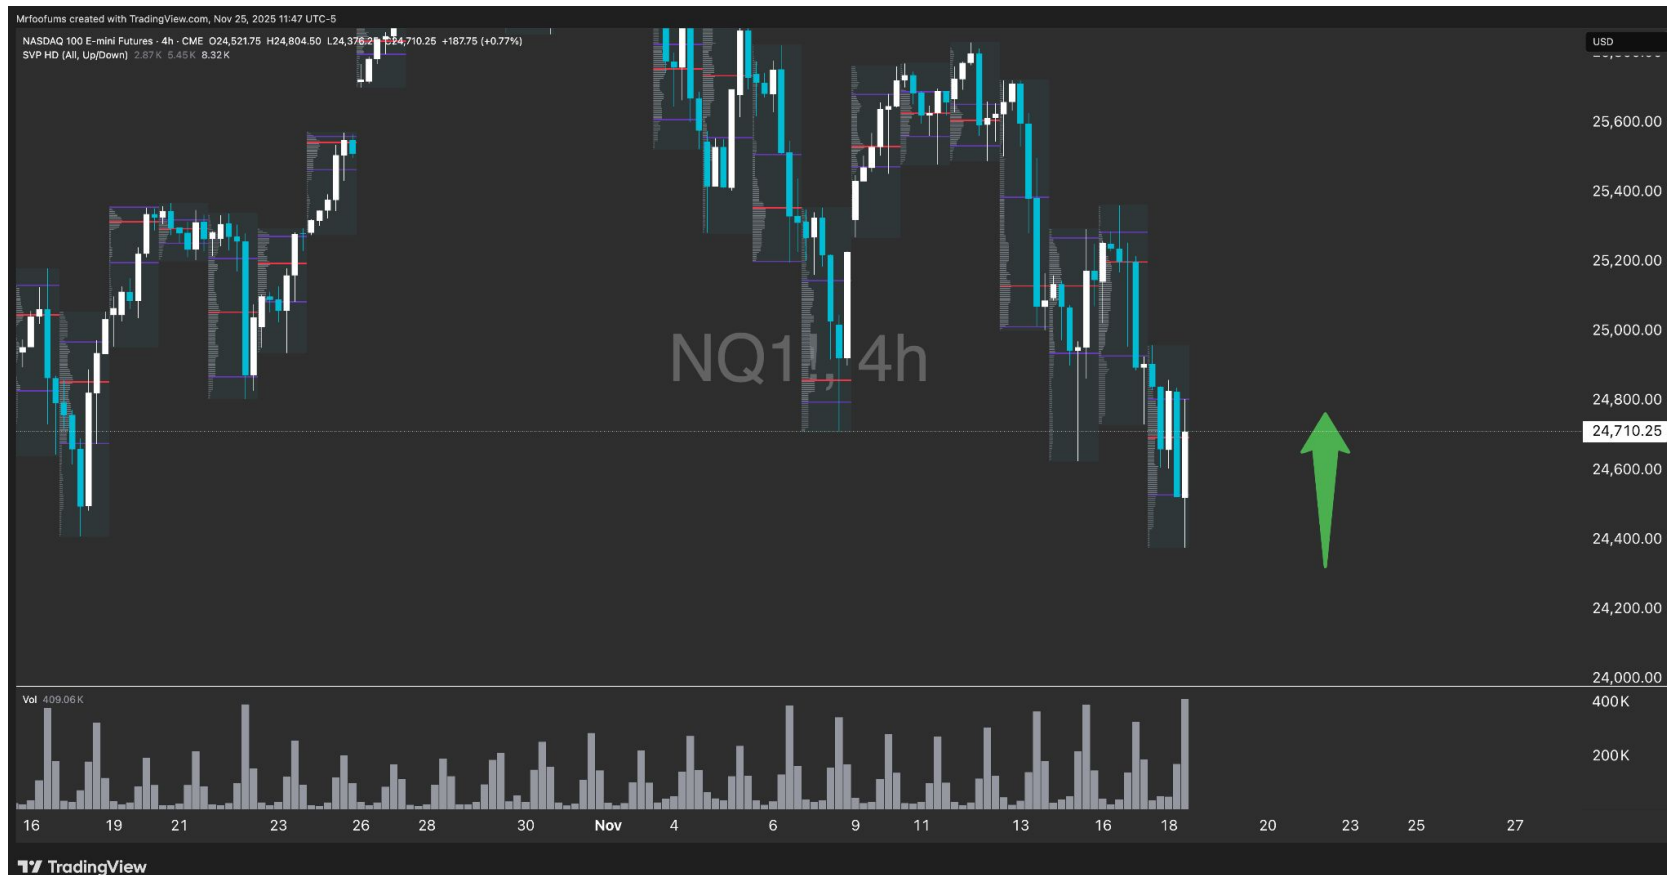 Mrfoofums created with TradingView.com, Nov 25, 2025 11:47 UTC-5
NASDAQ 100 E-mini Futures · 4h · CME O24,521.75 H24,804.50 L24,376.25 C24,710.25 +187.75 (+0.77%)
SVP HD (All, Up/Down) 2.87K 5.45K 8.32K
USD
25,600.00
25,400.00
25,200.00
25,000.00
NQ1!, 4h
24,800.00
24,710.25
24,600.00
24,400.00
24,200.00
24,000.00
Vol 409.06K
400K
200K
16 19 21 23 26 28 30 Nov 4 6 9 11 13 16 18 20 23 25 27
TradingView